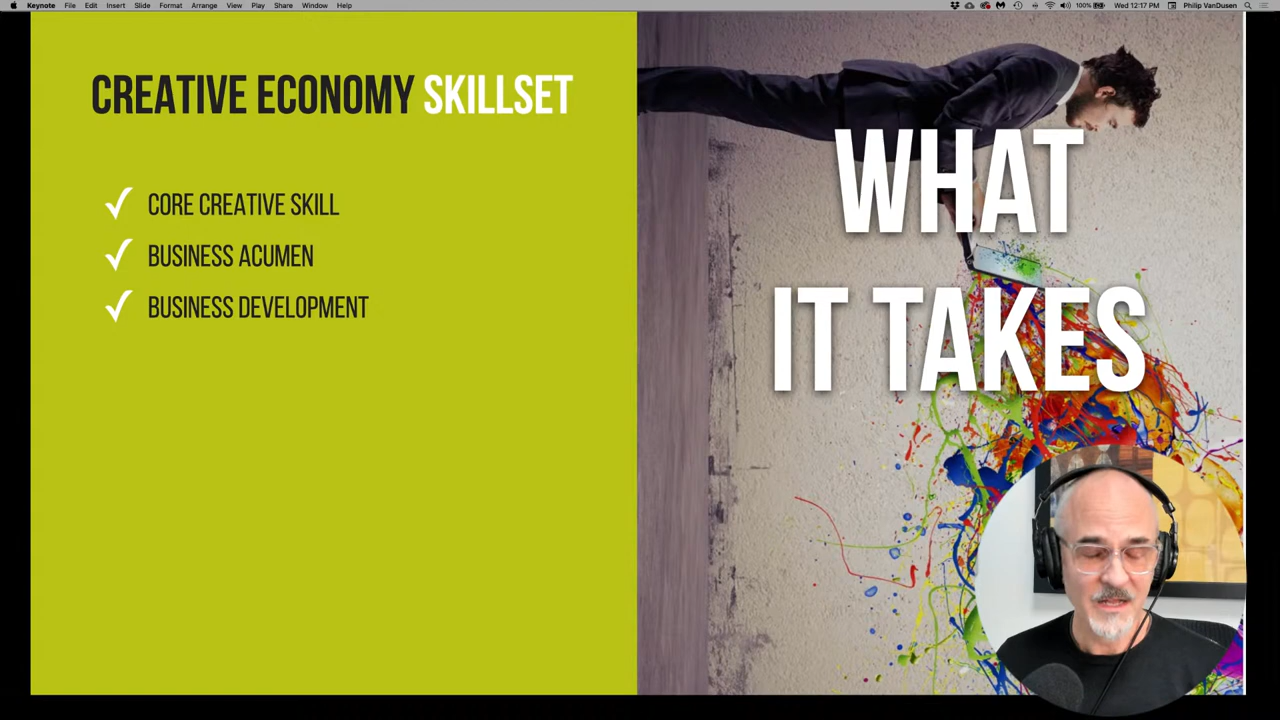 Keynote File Edit Insert Slide Format Arrange View Play Share Window Help
100% Wed 12:17 PM Philip VanDusen
CREATIVE ECONOMY SKILLSET
CORE CREATIVE SKILL
BUSINESS ACUMEN
BUSINESS DEVELOPMENT
WHAT
IT TAKES